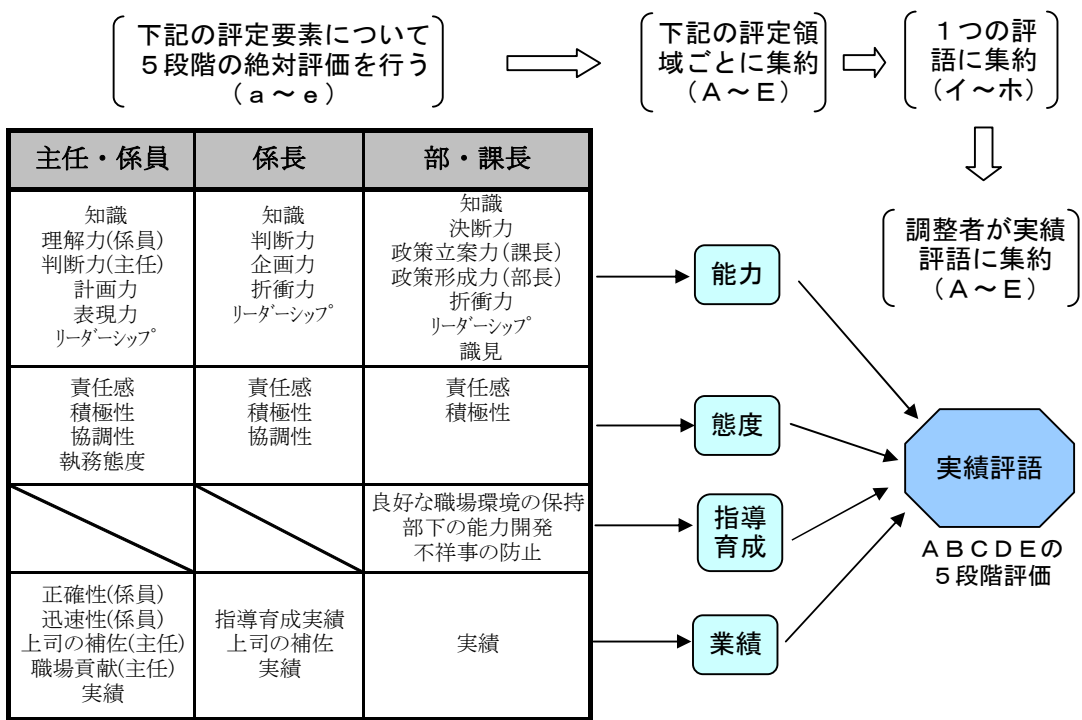 下記の評定要素について
５段階の絶対評価を行う
（ａ～ｅ）
下記の評定領
域ごとに集約
（Ａ～Ｅ）
１つの評
語に集約
（イ～ホ）
調整者が実績
評語に集約
（Ａ～Ｅ）
主任・係員
係長
部・課長
知識
理解力(係員)
判断力(主任)
計画力
表現力
ﾘｰﾀﾞｰｼｯﾌﾟ
知識
判断力
企画力
折衝力
ﾘｰﾀﾞｰｼｯﾌﾟ
知識
決断力
政策立案力(課長)
政策形成力(部長)
折衝力
ﾘｰﾀﾞｰｼｯﾌﾟ
識見
能力
責任感
積極性
協調性
執務態度
責任感
積極性
協調性
責任感
積極性
態度
良好な職場環境の保持
部下の能力開発
不祥事の防止
指導
育成
正確性(係員)
迅速性(係員)
上司の補佐(主任)
職場貢献(主任)
実績
指導育成実績
上司の補佐
実績
実績
業績
実績評語
ＡＢＣＤＥの
５段階評価